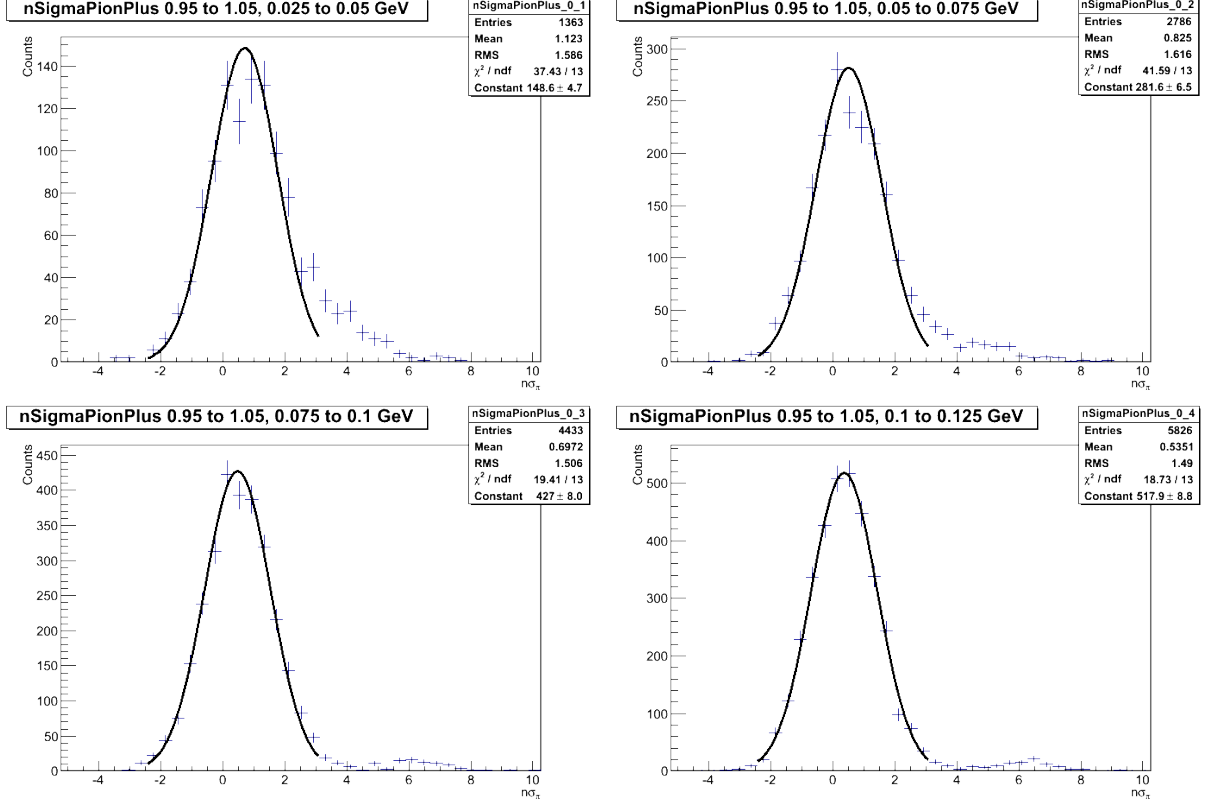 nSigmaPionPlus 0.95 to 1.05, 0.025 to 0.05 GeV
nSigmaPionPlus_0_1
Entries 1363
Mean 1.123
RMS 1.586
χ² / ndf 37.43 / 13
Constant 148.6 ± 4.7
Counts
140
120
100
80
60
40
20
0
-4 -2 0 2 4 6 8 10
nσπ
nSigmaPionPlus 0.95 to 1.05, 0.05 to 0.075 GeV
nSigmaPionPlus_0_2
Entries 2786
Mean 0.825
RMS 1.616
χ² / ndf 41.59 / 13
Constant 281.6 ± 6.5
Counts
300
250
200
150
100
50
0
-4 -2 0 2 4 6 8 10
nσπ
nSigmaPionPlus 0.95 to 1.05, 0.075 to 0.1 GeV
nSigmaPionPlus_0_3
Entries 4433
Mean 0.6972
RMS 1.506
χ² / ndf 19.41 / 13
Constant 427 ± 8.0
Counts
450
400
350
300
250
200
150
100
50
0
-4 -2 0 2 4 6 8 10
nσπ
nSigmaPionPlus 0.95 to 1.05, 0.1 to 0.125 GeV
nSigmaPionPlus_0_4
Entries 5826
Mean 0.5351
RMS 1.49
χ² / ndf 18.73 / 13
Constant 517.9 ± 8.8
Counts
500
400
300
200
100
0
-4 -2 0 2 4 6 8 10
nσπ